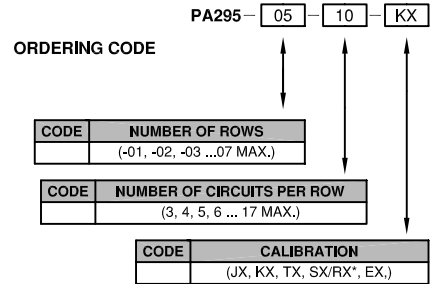 PA295 – 05 – 10 – KX
ORDERING CODE
CODE NUMBER OF ROWS
(-01, -02, -03 ...07 MAX.)
CODE NUMBER OF CIRCUITS PER ROW
(3, 4, 5, 6 ... 17 MAX.)
CODE CALIBRATION
(JX, KX, TX, SX/RX*, EX,)